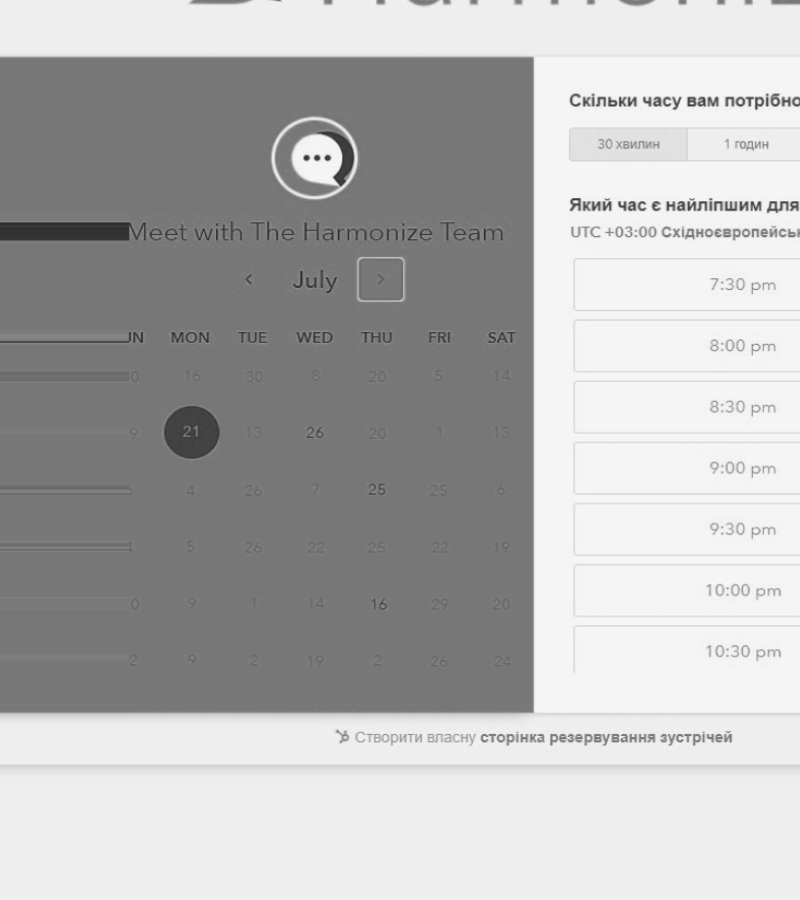 Meet with The Harmonize Team
July
UN MON TUE WED THU FRI SAT
0 16 30 8 20 5 14
9 21 13 26 20 1 13
4 26 7 25 25 6
5 26 22 25 22 19
0 9 1 14 16 29 20
2 9 2 19 2 26 24
Скільки часу вам потрібно
30 хвилин 1 годин
Який час є найліпшим для
UTC +03:00 Східноєвропейськ
7:30 pm
8:00 pm
8:30 pm
9:00 pm
9:30 pm
10:00 pm
10:30 pm
Створити власну сторінка резервування зустрічей